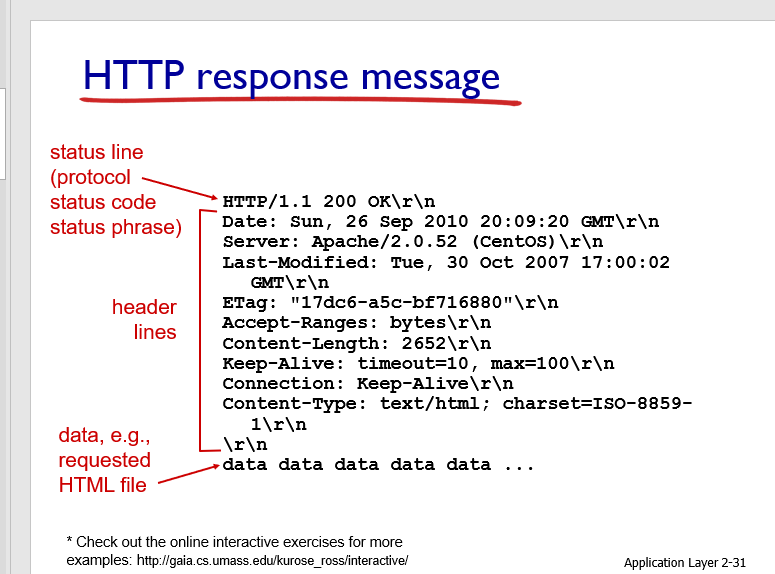 HTTP response message
status line
(protocol
status code
status phrase)
HTTP/1.1 200 OK\r\n
Date: Sun, 26 Sep 2010 20:09:20 GMT\r\n
Server: Apache/2.0.52 (CentOS)\r\n
Last-Modified: Tue, 30 Oct 2007 17:00:02
GMT\r\n
ETag: "17dc6-a5c-bf716880"\r\n
Accept-Ranges: bytes\r\n
Content-Length: 2652\r\n
Keep-Alive: timeout=10, max=100\r\n
Connection: Keep-Alive\r\n
Content-Type: text/html; charset=ISO-8859-
1\r\n
\r\n
data data data data data ...
header
lines
data, e.g.,
requested
HTML file
* Check out the online interactive exercises for more
examples: http://gaia.cs.umass.edu/kurose_ross/interactive/
Application Layer 2-31